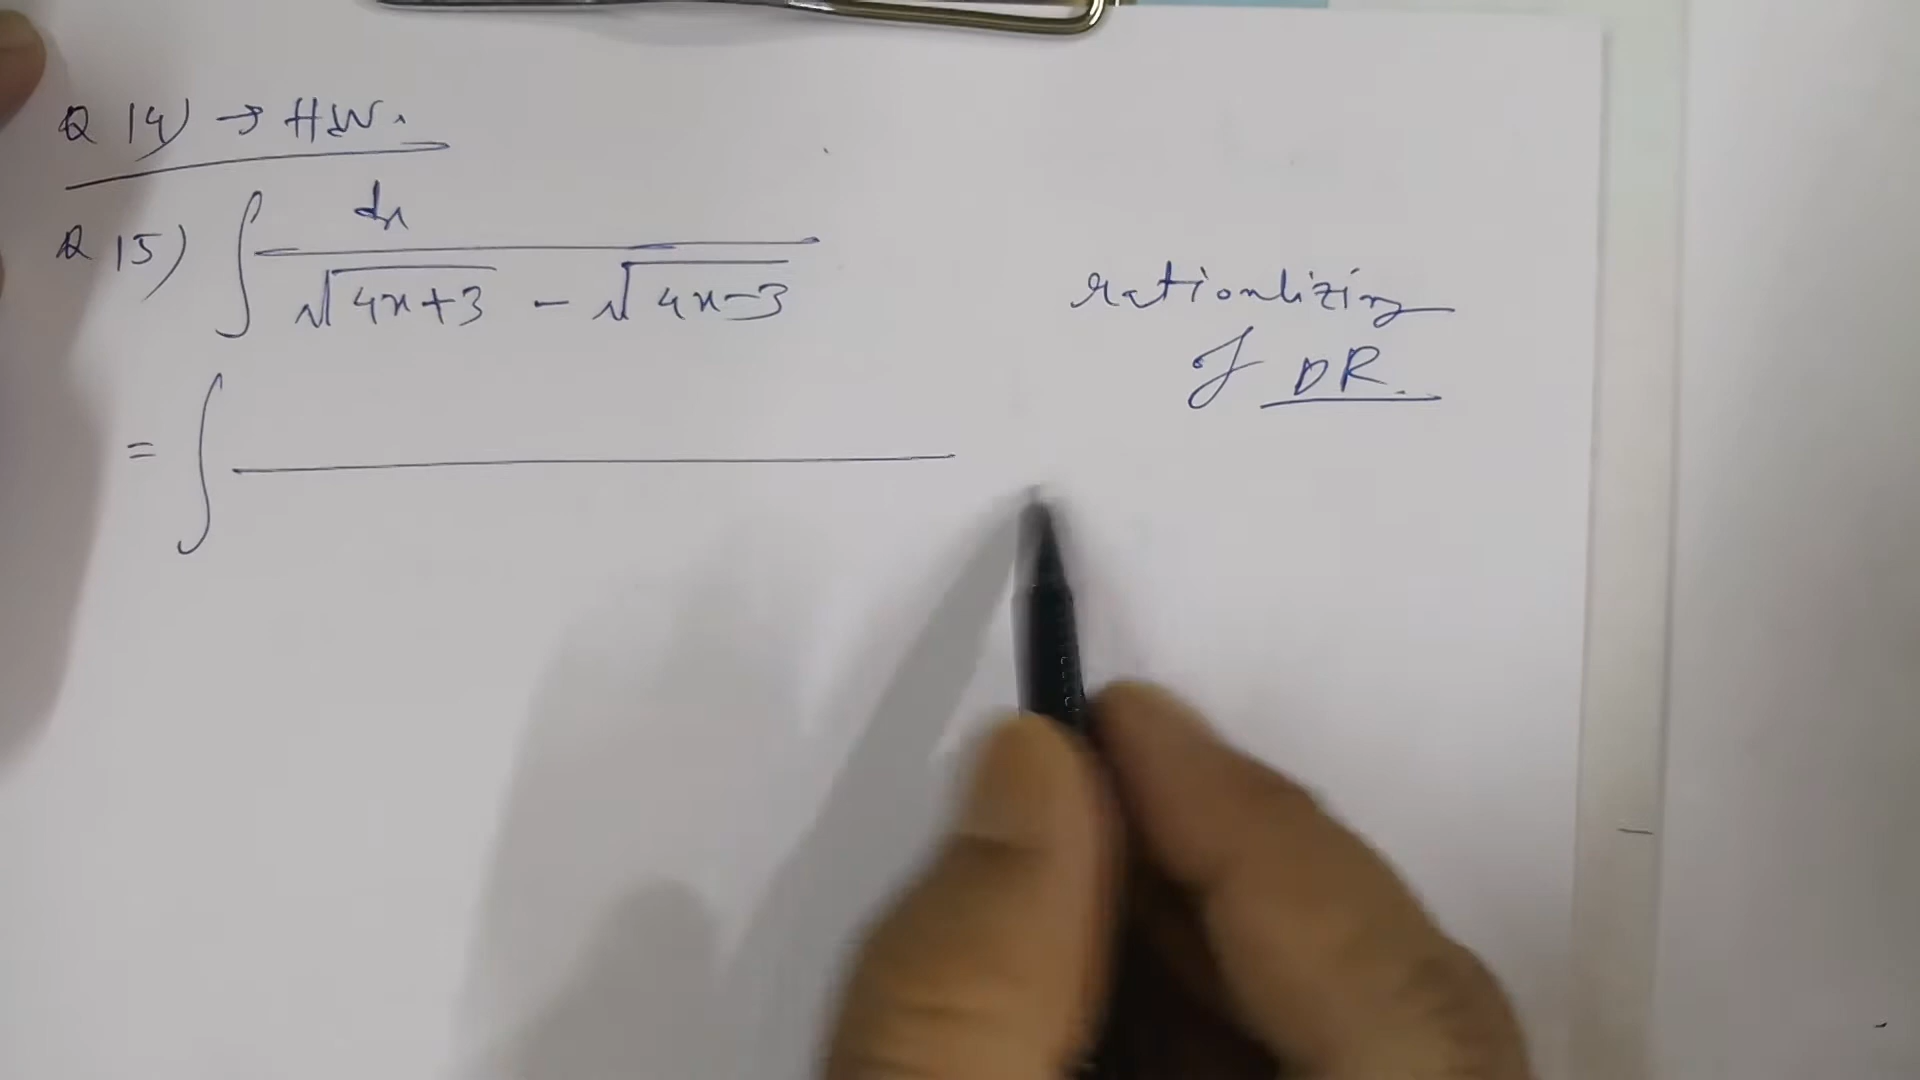 Q 14) → HW.
Q 15) ∫ dx / (√(4x+3) - √(4x-3))
rationlizing
of DR.
= ∫